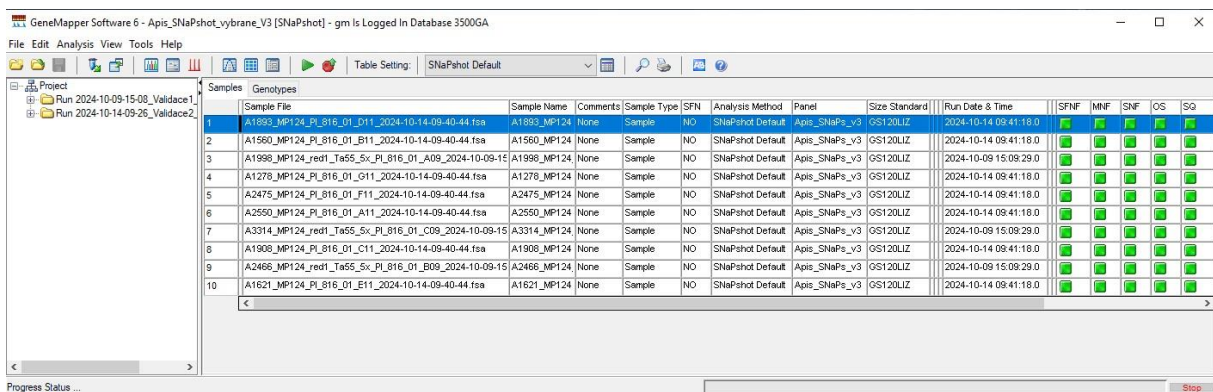 GeneMapper Software 6 - Apis_SNaPshot_vybrane_V3 [SNaPshot] - gm Is Logged In Database 3500GA
File Edit Analysis View Tools Help
Table Setting: SNaPshot Default
Project
Run 2024-10-09-15-08_Validace1_
Run 2024-10-14-09-26_Validace2_
Samples Genotypes
Sample File Sample Name Comments Sample Type SFN Analysis Method Panel Size Standard Run Date & Time SFNF MNF SNF OS SQ
1 A1893_MP124_PI_816_01_D11_2024-10-14-09-40-44.fsa A1893_MP124 None Sample NO SNaPshot Default Apis_SNaPs_v3 GS120LIZ 2024-10-14 09:41:18.0
2 A1560_MP124_PI_816_01_B11_2024-10-14-09-40-44.fsa A1560_MP124 None Sample NO SNaPshot Default Apis_SNaPs_v3 GS120LIZ 2024-10-14 09:41:18.0
3 A1998_MP124_red1_Ta55_5x_PI_816_01_A09_2024-10-09-15 A1998_MP124 None Sample NO SNaPshot Default Apis_SNaPs_v3 GS120LIZ 2024-10-09 15:09:29.0
4 A1278_MP124_PI_816_01_G11_2024-10-14-09-40-44.fsa A1278_MP124 None Sample NO SNaPshot Default Apis_SNaPs_v3 GS120LIZ 2024-10-14 09:41:18.0
5 A2475_MP124_PI_816_01_F11_2024-10-14-09-40-44.fsa A2475_MP124 None Sample NO SNaPshot Default Apis_SNaPs_v3 GS120LIZ 2024-10-14 09:41:18.0
6 A2550_MP124_PI_816_01_A11_2024-10-14-09-40-44.fsa A2550_MP124 None Sample NO SNaPshot Default Apis_SNaPs_v3 GS120LIZ 2024-10-14 09:41:18.0
7 A3314_MP124_red1_Ta55_5x_PI_816_01_C09_2024-10-09-15 A3314_MP124 None Sample NO SNaPshot Default Apis_SNaPs_v3 GS120LIZ 2024-10-09 15:09:29.0
8 A1908_MP124_PI_816_01_C11_2024-10-14-09-40-44.fsa A1908_MP124 None Sample NO SNaPshot Default Apis_SNaPs_v3 GS120LIZ 2024-10-14 09:41:18.0
9 A2466_MP124_red1_Ta55_5x_PI_816_01_B09_2024-10-09-15 A2466_MP124 None Sample NO SNaPshot Default Apis_SNaPs_v3 GS120LIZ 2024-10-09 15:09:29.0
10 A1621_MP124_PI_816_01_E11_2024-10-14-09-40-44.fsa A1621_MP124 None Sample NO SNaPshot Default Apis_SNaPs_v3 GS120LIZ 2024-10-14 09:41:18.0
Progress Status ... Stop